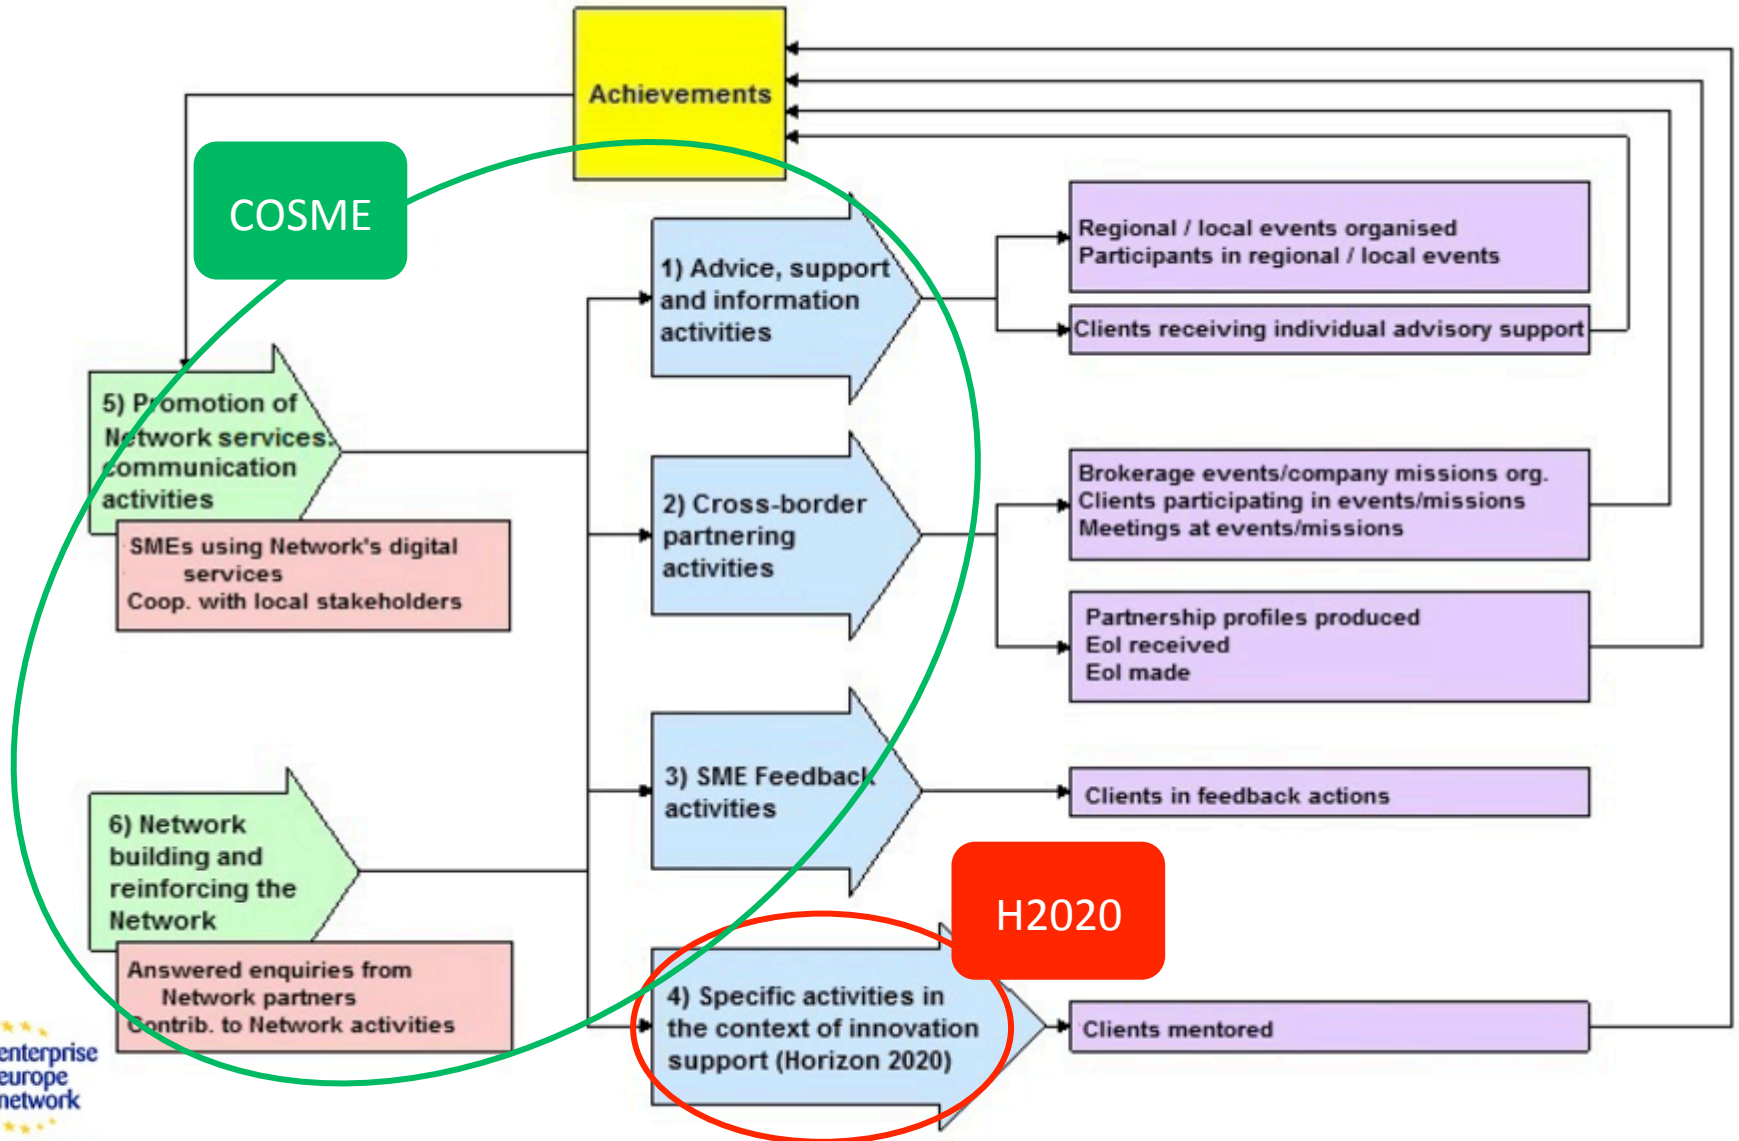 Achievements
COSME
1) Advice, support
and information
activities
Regional / local events organised
Participants in regional / local events
Clients receiving individual advisory support
5) Promotion of
Network services.
communication
activities
SMEs using Network's digital
services
Coop. with local stakeholders
2) Cross-border
partnering
activities
Brokerage events/company missions org.
Clients participating in events/missions
Meetings at events/missions
Partnership profiles produced
EoI received
EoI made
3) SME Feedback
activities
Clients in feedback actions
6) Network
building and
reinforcing the
Network
Answered enquiries from
Network partners
Contrib. to Network activities
H2020
4) Specific activities in
the context of innovation
support (Horizon 2020)
Clients mentored
enterprise
europe
network